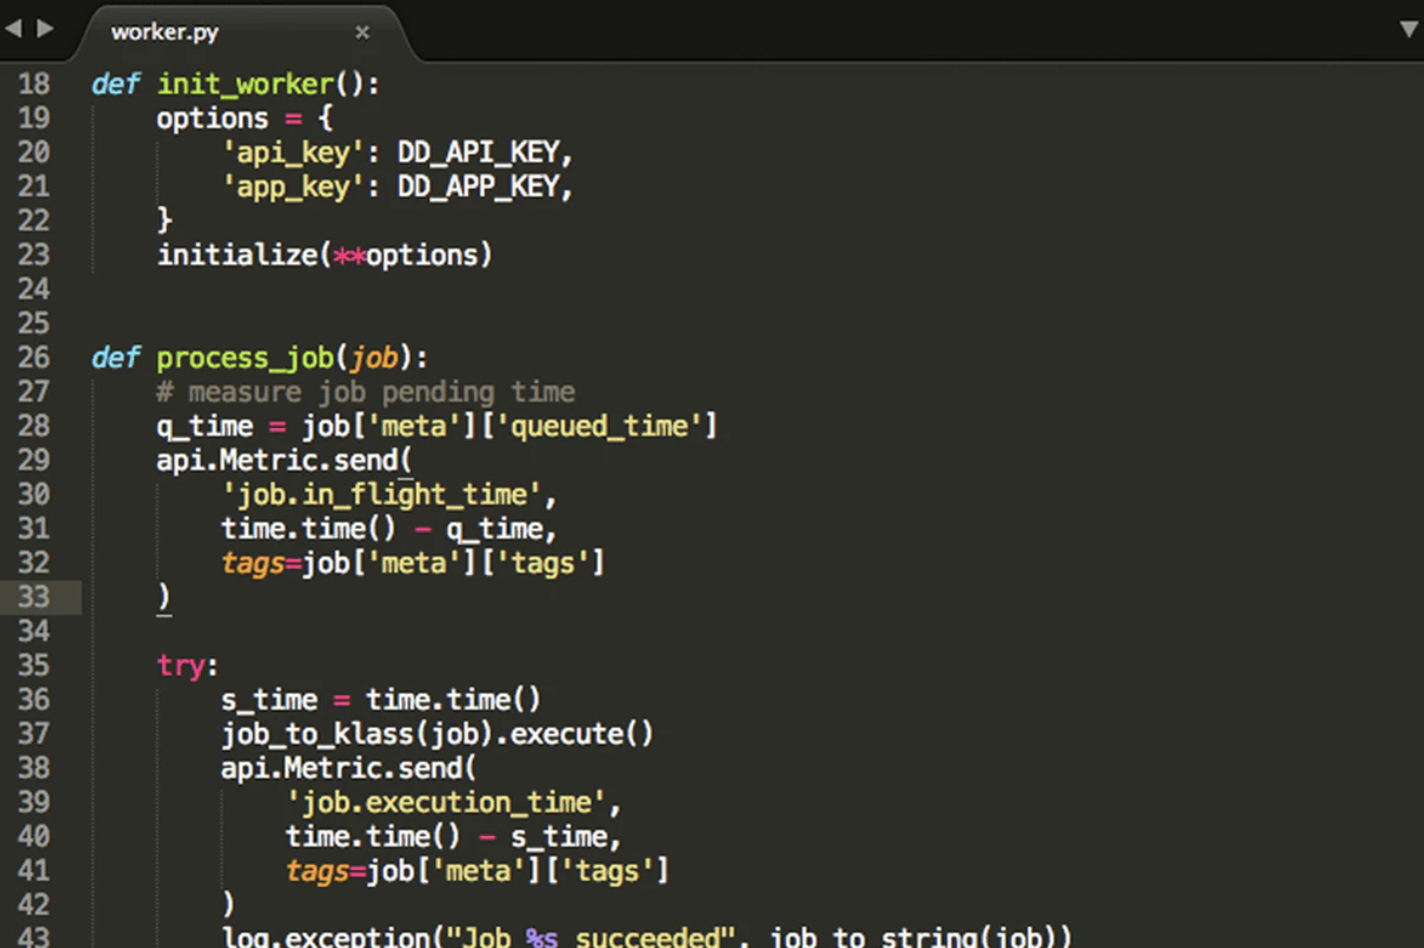 worker.py ×
18 def init_worker():
19     options = {
20         'api_key': DD_API_KEY,
21         'app_key': DD_APP_KEY,
22     }
23     initialize(**options)
24
25
26 def process_job(job):
27     # measure job pending time
28     q_time = job['meta']['queued_time']
29     api.Metric.send(
30         'job.in_flight_time',
31         time.time() - q_time,
32         tags=job['meta']['tags']
33     )
34
35     try:
36         s_time = time.time()
37         job_to_klass(job).execute()
38         api.Metric.send(
39             'job.execution_time',
40             time.time() - s_time,
41             tags=job['meta']['tags']
42         )
43         log.exception("Job %s succeeded", job_to_string(job))